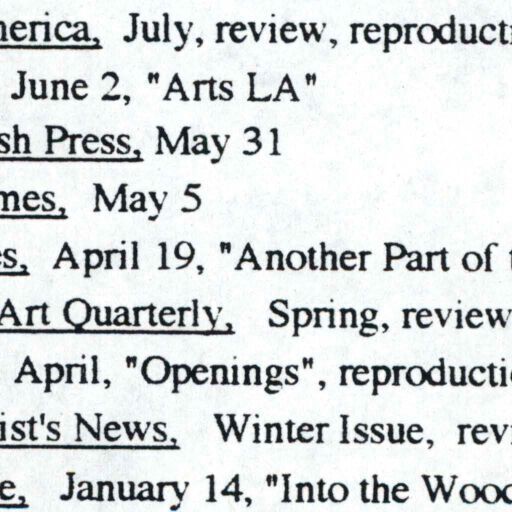 merica, July, review, reproducti
June 2, "Arts LA"
sh Press, May 31
mes, May 5
es, April 19, "Another Part of t
Art Quarterly, Spring, review
April, "Openings", reproducti
ist's News, Winter Issue, revi
e, January 14, "Into the Wood